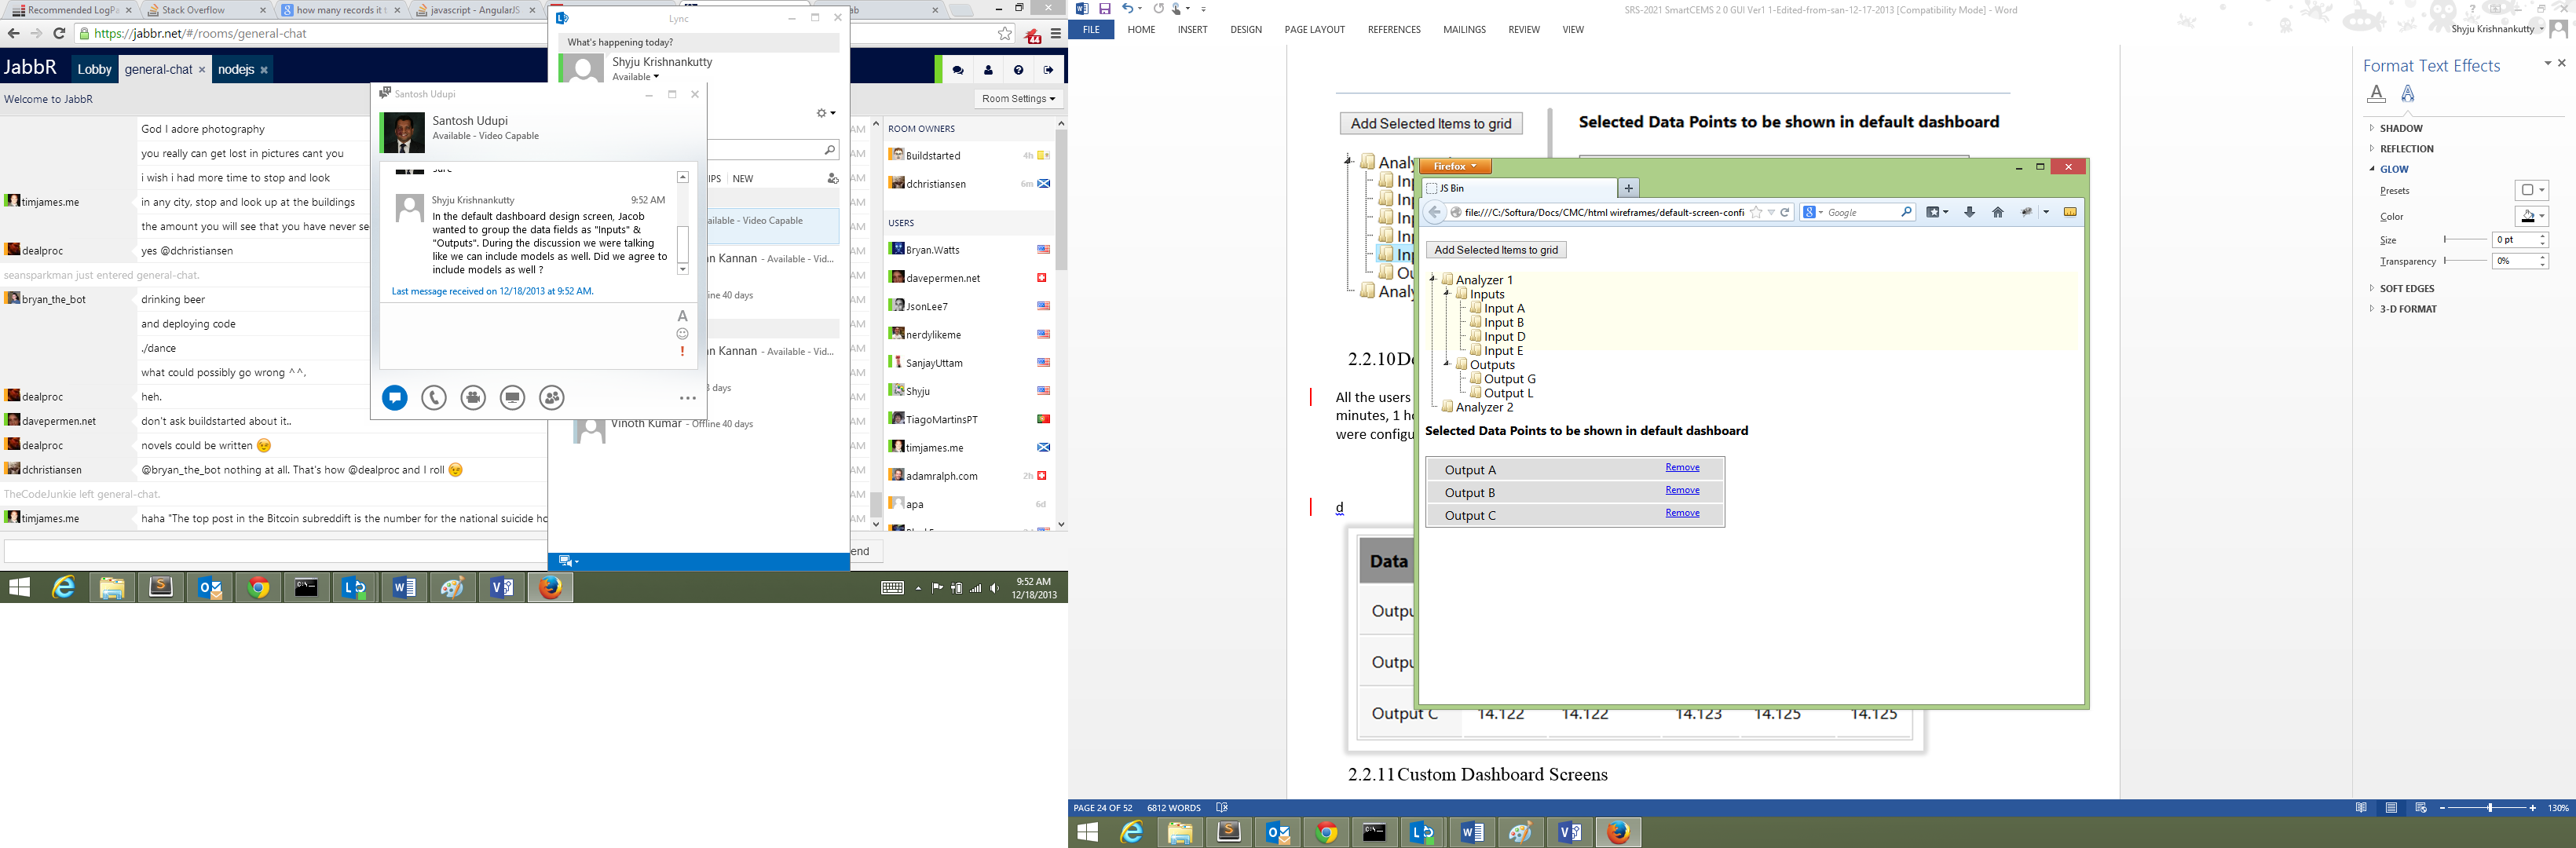 Recommended LogPa
Stack Overflow
how many records it t
javascript - AngularJS
ab
https://jabbr.net/#/rooms/general-chat
44
JabbR
Lobby
general-chat
nodejs
Welcome to JabbR
Room Settings
God I adore photography
you really can get lost in pictures cant you
i wish i had more time to stop and look
timjames.me
in any city, stop and look up at the buildings
the amount you will see that you have never se
dealproc
yes @dchristiansen
seansparkman just entered general-chat.
bryan_the_bot
drinking beer
and deploying code
./dance
what could possibly go wrong ^^,
dealproc
heh.
davepermen.net
don't ask buildstarted about it..
dealproc
novels could be written
dchristiansen
@bryan_the_bot nothing at all. That's how @dealproc and I roll
TheCodeJunkie left general-chat.
timjames.me
haha "The top post in the Bitcoin subreddift is the number for the national suicide ho
end
ROOM OWNERS
Buildstarted
4h
dchristiansen
6m
USERS
Bryan.Watts
davepermen.net
JsonLee7
nerdylikeme
SanjayUttam
Shyju
TiagoMartinsPT
timjames.me
adamralph.com
2h
apa
6d
Lync
What's happening today?
Shyju Krishnankutty
Available
IPS
NEW
ailable - Video Capable
an Kannan - Available - Vid...
ine 40 days
an Kannan - Available - Vid...
3 days
Vinoth Kumar - Offline 40 days
Santosh Udupi
Santosh Udupi
Available - Video Capable
Shyju Krishnankutty
9:52 AM
In the default dashboard design screen, Jacob
wanted to group the data fields as "Inputs" &
"Outputs". During the discussion we were talking
like we can include models as well. Did we agree to
include models as well ?
Last message received on 12/18/2013 at 9:52 AM.
A
!
9:52 AM
12/18/2013
SRS-2021 SmartCEMS 2 0 GUI Ver1 1-Edited-from-san-12-17-2013 [Compatibility Mode] - Word
FILE
HOME
INSERT
DESIGN
PAGE LAYOUT
REFERENCES
MAILINGS
REVIEW
VIEW
Shyju Krishnankutty
Add Selected Items to grid
Selected Data Points to be shown in default dashboard
Analy
Inp
Inp
Inp
Inp
Inp
Ou
Analy
2.2.10 De
All the users
minutes, 1 ho
were configu
d
Data
Outpu
Outpu
Output C
14.122
14.122
14.123
14.125
14.125
2.2.11 Custom Dashboard Screens
Firefox
JS Bin
file:///C:/Softura/Docs/CMC/html wireframes/default-screen-confi
Google
Add Selected Items to grid
Analyzer 1
Inputs
Input A
Input B
Input D
Input E
Outputs
Output G
Output L
Analyzer 2
Selected Data Points to be shown in default dashboard
Output A
Remove
Output B
Remove
Output C
Remove
Format Text Effects
SHADOW
REFLECTION
GLOW
Presets
Color
Size
0 pt
Transparency
0%
SOFT EDGES
3-D FORMAT
PAGE 24 OF 52
6812 WORDS
130%